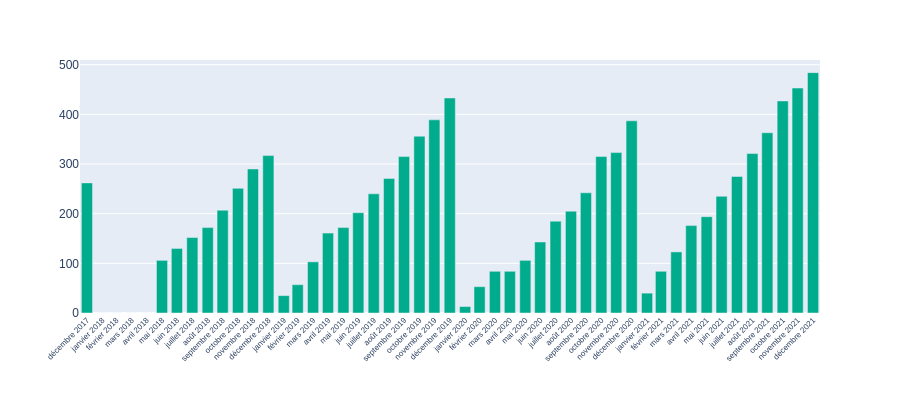 500
400
300
200
100
0
décembre 2017
janvier 2018
février 2018
mars 2018
avril 2018
mai 2018
juin 2018
juillet 2018
août 2018
septembre 2018
octobre 2018
novembre 2018
décembre 2018
janvier 2019
février 2019
mars 2019
avril 2019
mai 2019
juin 2019
juillet 2019
août 2019
septembre 2019
octobre 2019
novembre 2019
décembre 2019
janvier 2020
février 2020
mars 2020
avril 2020
mai 2020
juin 2020
juillet 2020
août 2020
septembre 2020
octobre 2020
novembre 2020
décembre 2020
janvier 2021
février 2021
mars 2021
avril 2021
mai 2021
juin 2021
juillet 2021
août 2021
septembre 2021
octobre 2021
novembre 2021
décembre 2021